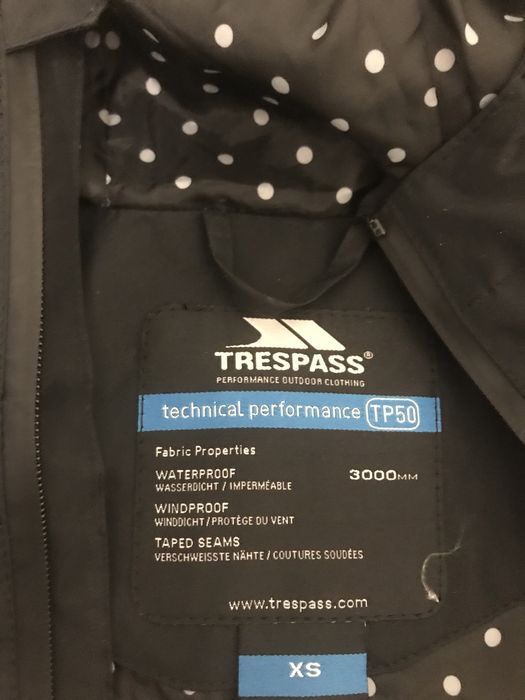 TRESPASS®
PERFORMANCE OUTDOOR CLOTHING
technical performance TP50
Fabric Properties
WATERPROOF 3000MM
WASSERDICHT / IMPERMÉABLE
WINDPROOF
WINDDICHT / PROTÈGE DU VENT
TAPED SEAMS
VERSCHWEISSTE NÄHTE / COUTURES SOUDÉES
www.trespass.com
XS